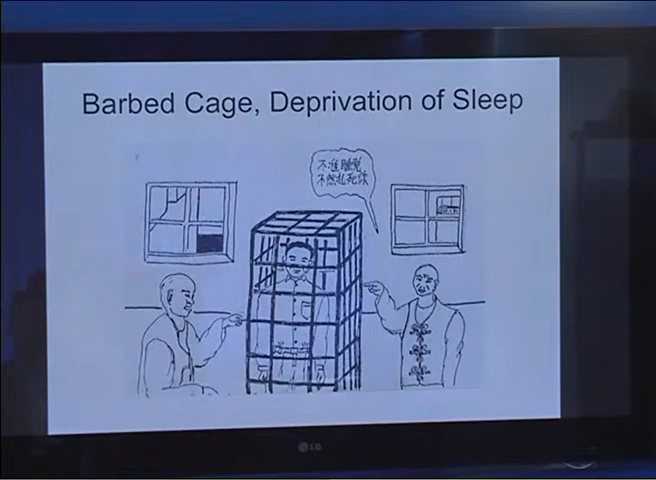 Barbed Cage, Deprivation of Sleep
不准睡觉
不然扎死你
LG